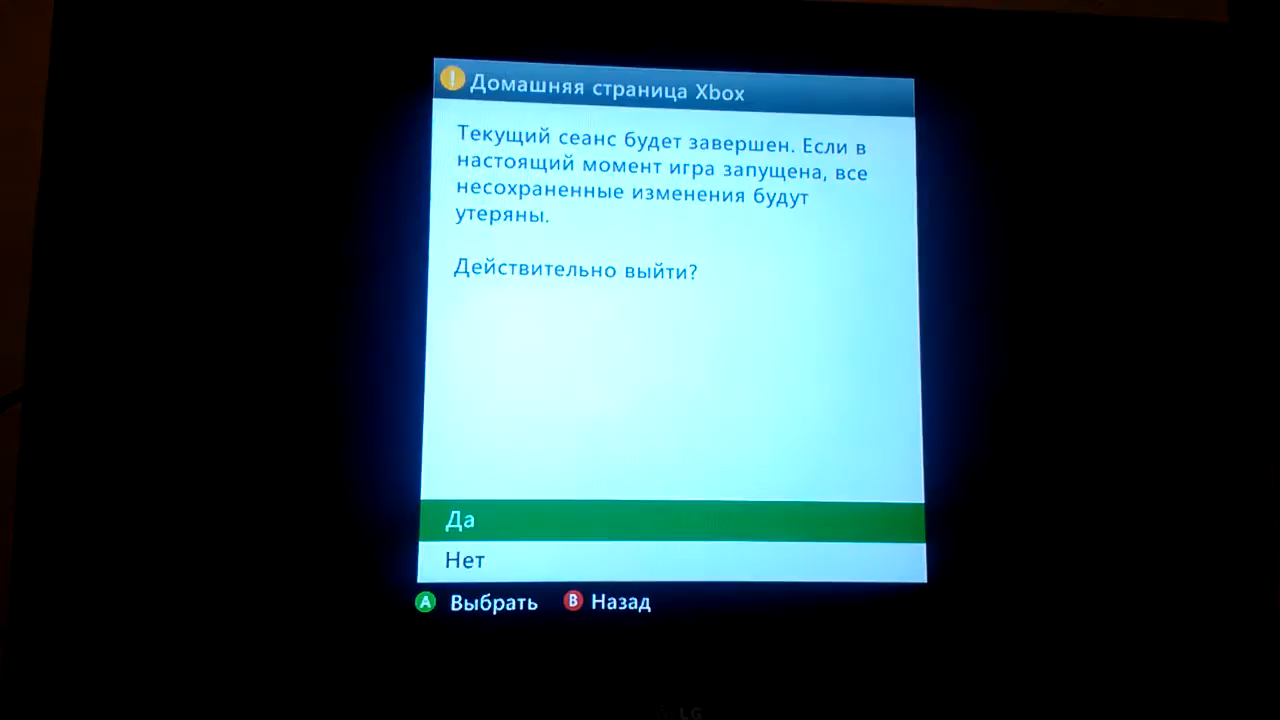 Домашняя страница Xbox
Текущий сеанс будет завершен. Если в
настоящий момент игра запущена, все
несохраненные изменения будут
утеряны.
Действительно выйти?
Да
Нет
A Выбрать B Назад
LG